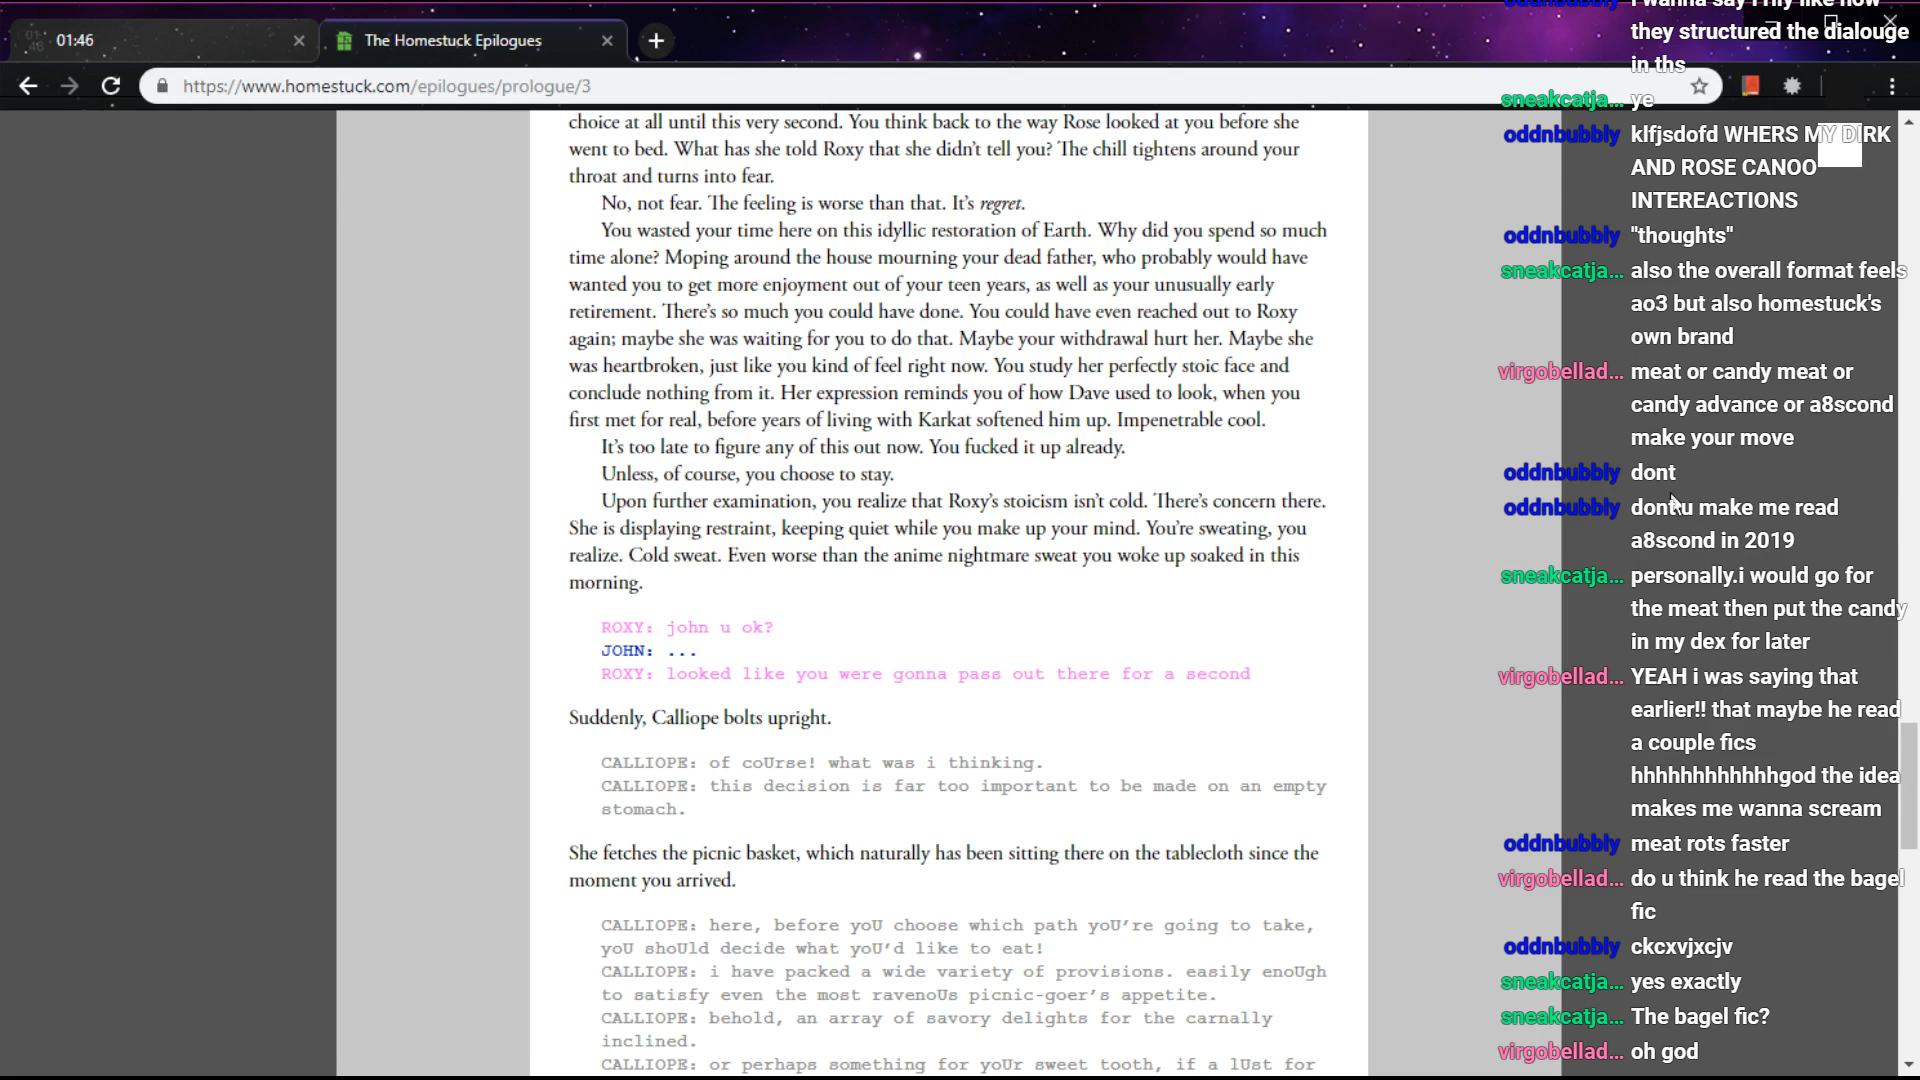 01:46
The Homestuck Epilogues
https://www.homestuck.com/epilogues/prologue/3
choice at all until this very second. You think back to the way Rose looked at you before she
went to bed. What has she told Roxy that she didn't tell you? The chill tightens around your
throat and turns into fear.
No, not fear. The feeling is worse than that. It's regret.
You wasted your time here on this idyllic restoration of Earth. Why did you spend so much
time alone? Moping around the house mourning your dead father, who probably would have
wanted you to get more enjoyment out of your teen years, as well as your unusually early
retirement. There's so much you could have done. You could have even reached out to Roxy
again; maybe she was waiting for you to do that. Maybe your withdrawal hurt her. Maybe she
was heartbroken, just like you kind of feel right now. You study her perfectly stoic face and
conclude nothing from it. Her expression reminds you of how Dave used to look, when you
first met for real, before years of living with Karkat softened him up. Impenetrable cool.
It's too late to figure any of this out now. You fucked it up already.
Unless, of course, you choose to stay.
Upon further examination, you realize that Roxy's stoicism isn't cold. There's concern there.
She is displaying restraint, keeping quiet while you make up your mind. You're sweating, you
realize. Cold sweat. Even worse than the anime nightmare sweat you woke up soaked in this
morning.
ROXY: john u ok?
JOHN: ...
ROXY: looked like you were gonna pass out there for a second
Suddenly, Calliope bolts upright.
CALLIOPE: of coUrse! what was i thinking.
CALLIOPE: this decision is far too important to be made on an empty
stomach.
She fetches the picnic basket, which naturally has been sitting there on the tablecloth since the
moment you arrived.
CALLIOPE: here, before yoU choose which path yoU're going to take,
yoU shoUld decide what yoU'd like to eat!
CALLIOPE: i have packed a wide variety of provisions. easily enoUgh
to satisfy even the most ravenoUs picnic-goer's appetite.
CALLIOPE: behold, an array of savory delights for the carnally
inclined.
CALLIOPE: or perhaps something for yoUr sweet tooth, if a lUst for
they structured the dialouge
in ths
sneakcatja... ye
oddnbubbly klfjsdofd WHERS MY DIRK
AND ROSE CANOO
INTEREACTIONS
oddnbubbly "thoughts"
sneakcatja... also the overall format feels
ao3 but also homestuck's
own brand
virgobellad... meat or candy meat or
candy advance or a8scond
make your move
oddnbubbly dont
oddnbubbly dont u make me read
a8scond in 2019
sneakcatja... personally.i would go for
the meat then put the candy
in my dex for later
virgobellad... YEAH i was saying that
earlier!! that maybe he read
a couple fics
hhhhhhhhhhhhgod the idea
makes me wanna scream
oddnbubbly meat rots faster
virgobellad... do u think he read the bagel
fic
oddnbubbly ckcxvjxcjv
sneakcatja... yes exactly
sneakcatja... The bagel fic?
virgobellad... oh god